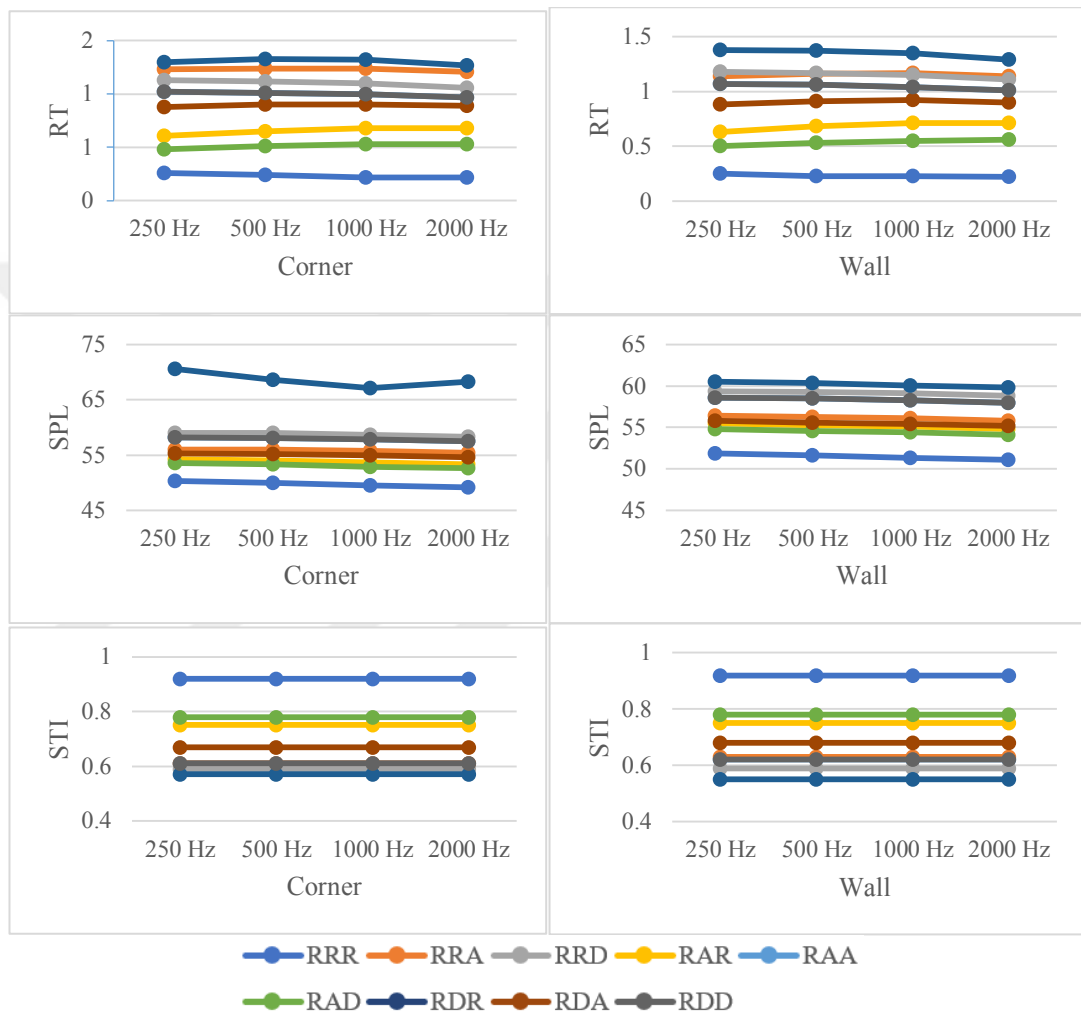 2
1
1
0
RT
250 Hz 500 Hz 1000 Hz 2000 Hz
Corner
1.5
1
0.5
0
RT
250 Hz 500 Hz 1000 Hz 2000 Hz
Wall
75
65
55
45
SPL
250 Hz 500 Hz 1000 Hz 2000 Hz
Corner
65
60
55
50
45
SPL
250 Hz 500 Hz 1000 Hz 2000 Hz
Wall
1
0.8
0.6
0.4
STI
250 Hz 500 Hz 1000 Hz 2000 Hz
Corner
1
0.8
0.6
0.4
STI
250 Hz 500 Hz 1000 Hz 2000 Hz
Wall
RRR RRA RRD RAR RAA
RAD RDR RDA RDD